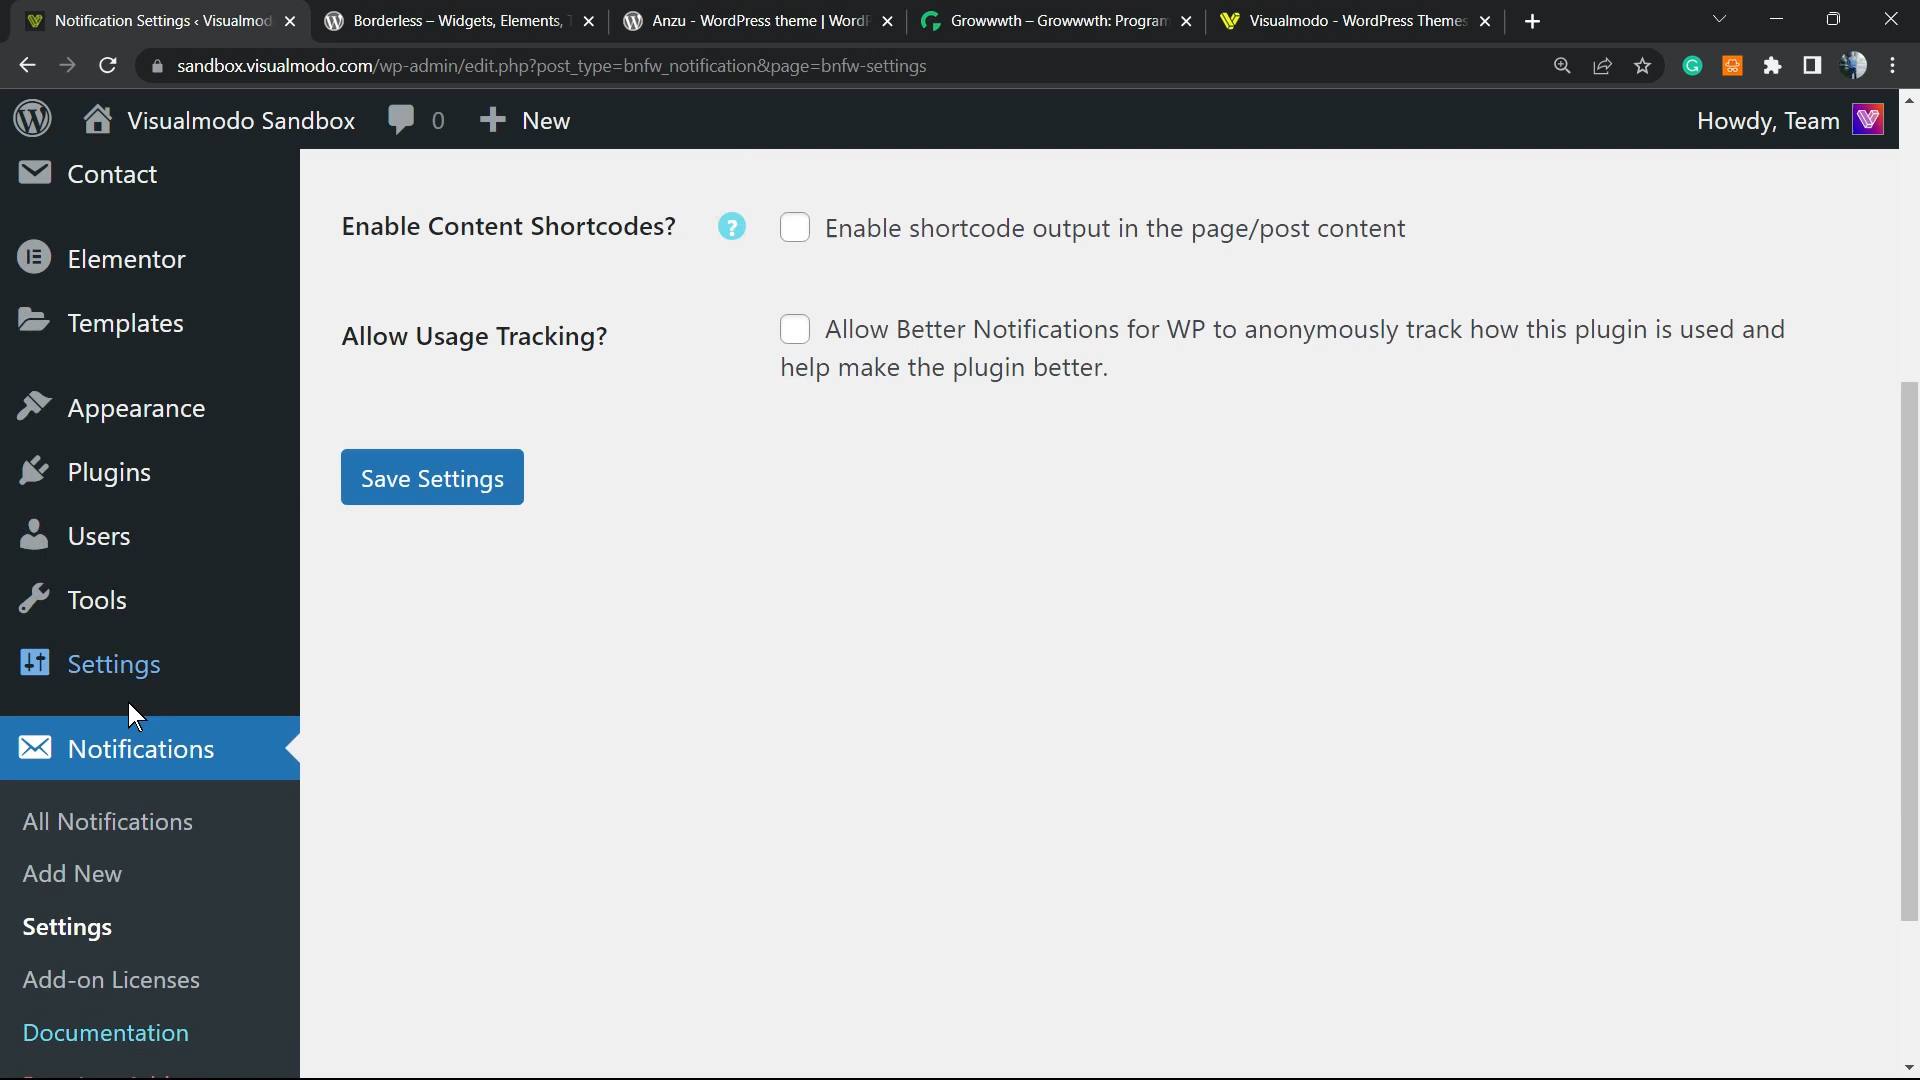 Notification Settings ‹ Visualmod
Borderless – Widgets, Elements,
Anzu - WordPress theme | Word
Growwwth – Growwwth: Program
Visualmodo - WordPress Themes
sandbox.visualmodo.com/wp-admin/edit.php?post_type=bnfw_notification&page=bnfw-settings
Visualmodo Sandbox
0
New
Howdy, Team
Contact
Elementor
Templates
Appearance
Plugins
Users
Tools
Settings
Notifications
All Notifications
Add New
Settings
Add-on Licenses
Documentation
Enable Content Shortcodes?
?
Enable shortcode output in the page/post content
Allow Usage Tracking?
Allow Better Notifications for WP to anonymously track how this plugin is used and
help make the plugin better.
Save Settings